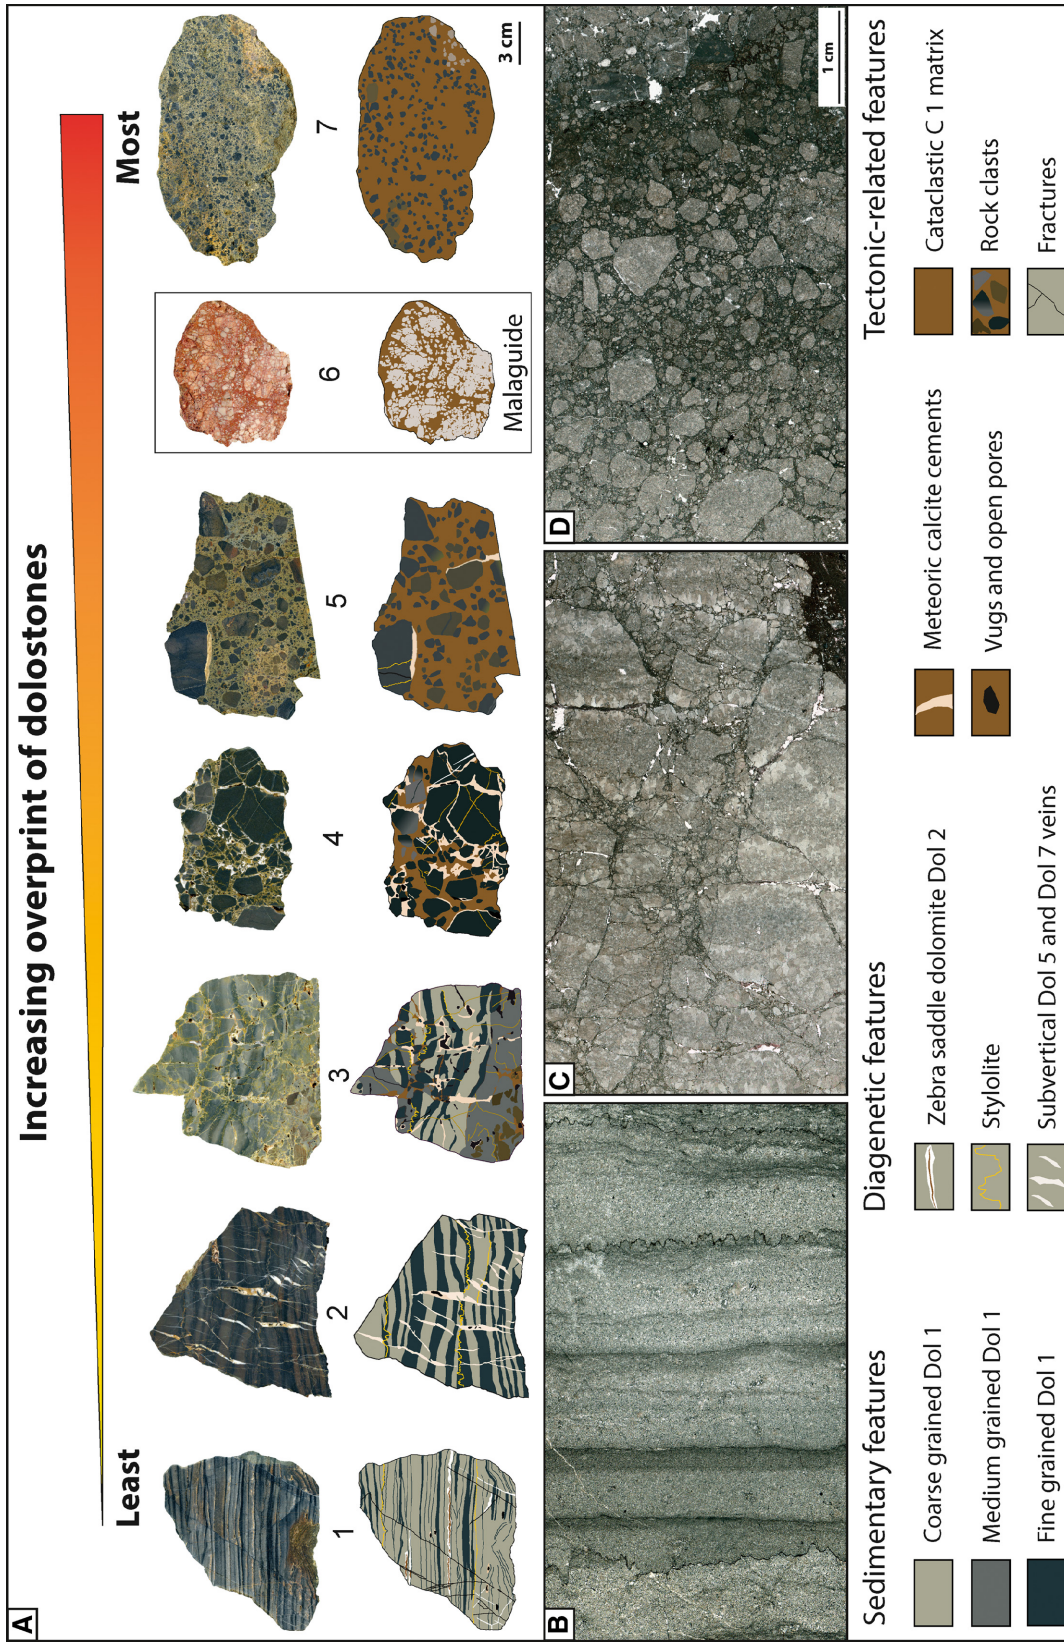 A
Increasing overprint of dolostones
Least
Most
1
2
3
4
5
6
7
Malaguide
3 cm
B
C
D
1 cm
Sedimentary features
Coarse grained Dol 1
Medium grained Dol 1
Fine grained Dol 1
Diagenetic features
Zebra saddle dolomite Dol 2
Stylolite
Subvertical Dol 5 and Dol 7 veins
Meteoric calcite cements
Vugs and open pores
Tectonic-related features
Cataclastic C 1 matrix
Rock clasts
Fractures